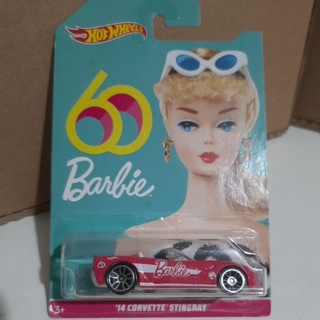 Hot Wheels
60
Barbie
Barbie
3+
'14 CORVETTE STINGRAY